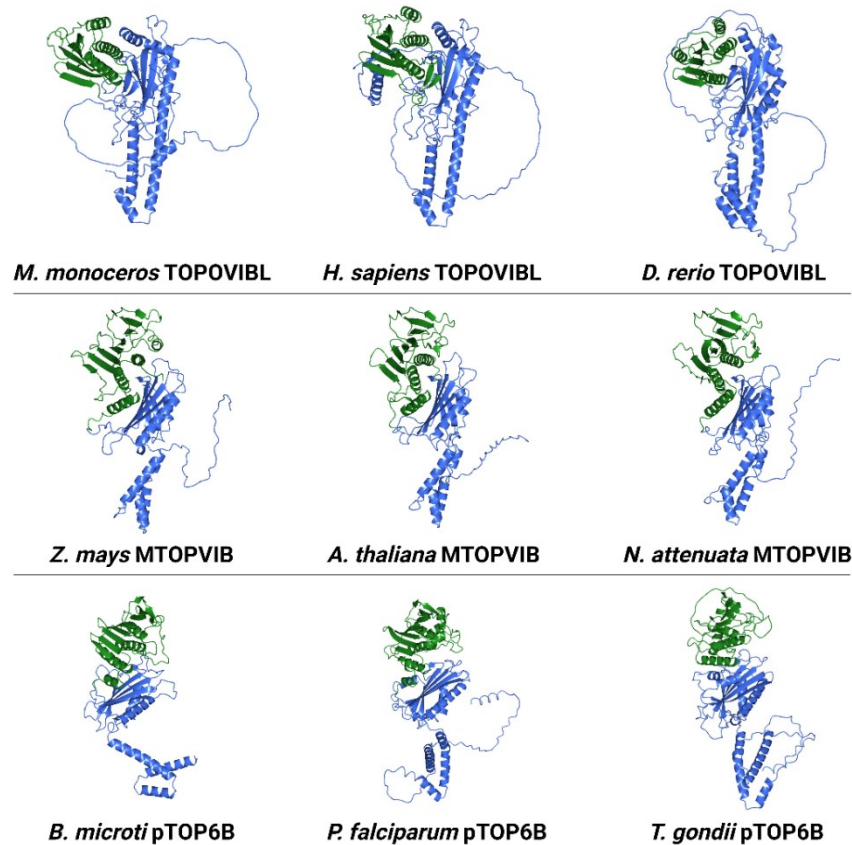 M. monoceros TOPOVIBL
H. sapiens TOPOVIBL
D. rerio TOPOVIBL
Z. mays MTOPVIB
A. thaliana MTOPVIB
N. attenuata MTOPVIB
B. microti pTOP6B
P. falciparum pTOP6B
T. gondii pTOP6B